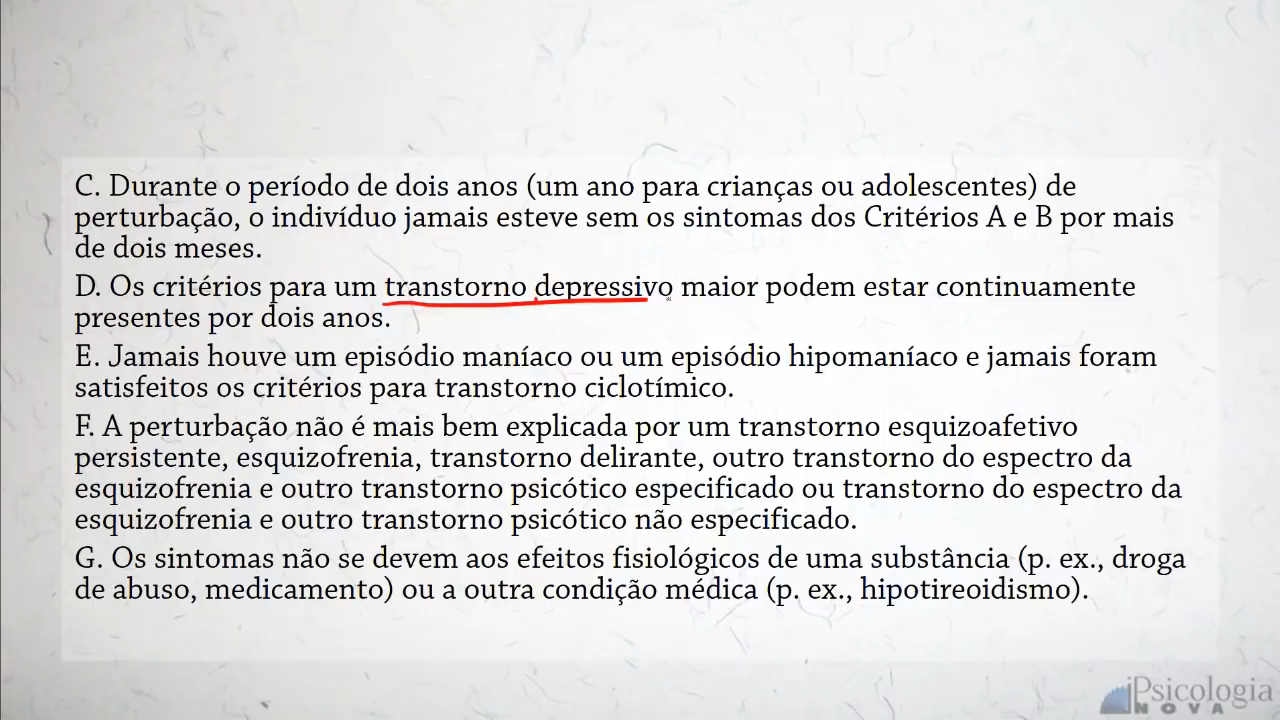 C. Durante o período de dois anos (um ano para crianças ou adolescentes) de
perturbação, o indivíduo jamais esteve sem os sintomas dos Critérios A e B por mais
de dois meses.
D. Os critérios para um transtorno depressivo maior podem estar continuamente
presentes por dois anos.
E. Jamais houve um episódio maníaco ou um episódio hipomaníaco e jamais foram
satisfeitos os critérios para transtorno ciclotímico.
F. A perturbação não é mais bem explicada por um transtorno esquizoafetivo
persistente, esquizofrenia, transtorno delirante, outro transtorno do espectro da
esquizofrenia e outro transtorno psicótico especificado ou transtorno do espectro da
esquizofrenia e outro transtorno psicótico não especificado.
G. Os sintomas não se devem aos efeitos fisiológicos de uma substância (p. ex., droga
de abuso, medicamento) ou a outra condição médica (p. ex., hipotireoidismo).
Psicologia
NOVA